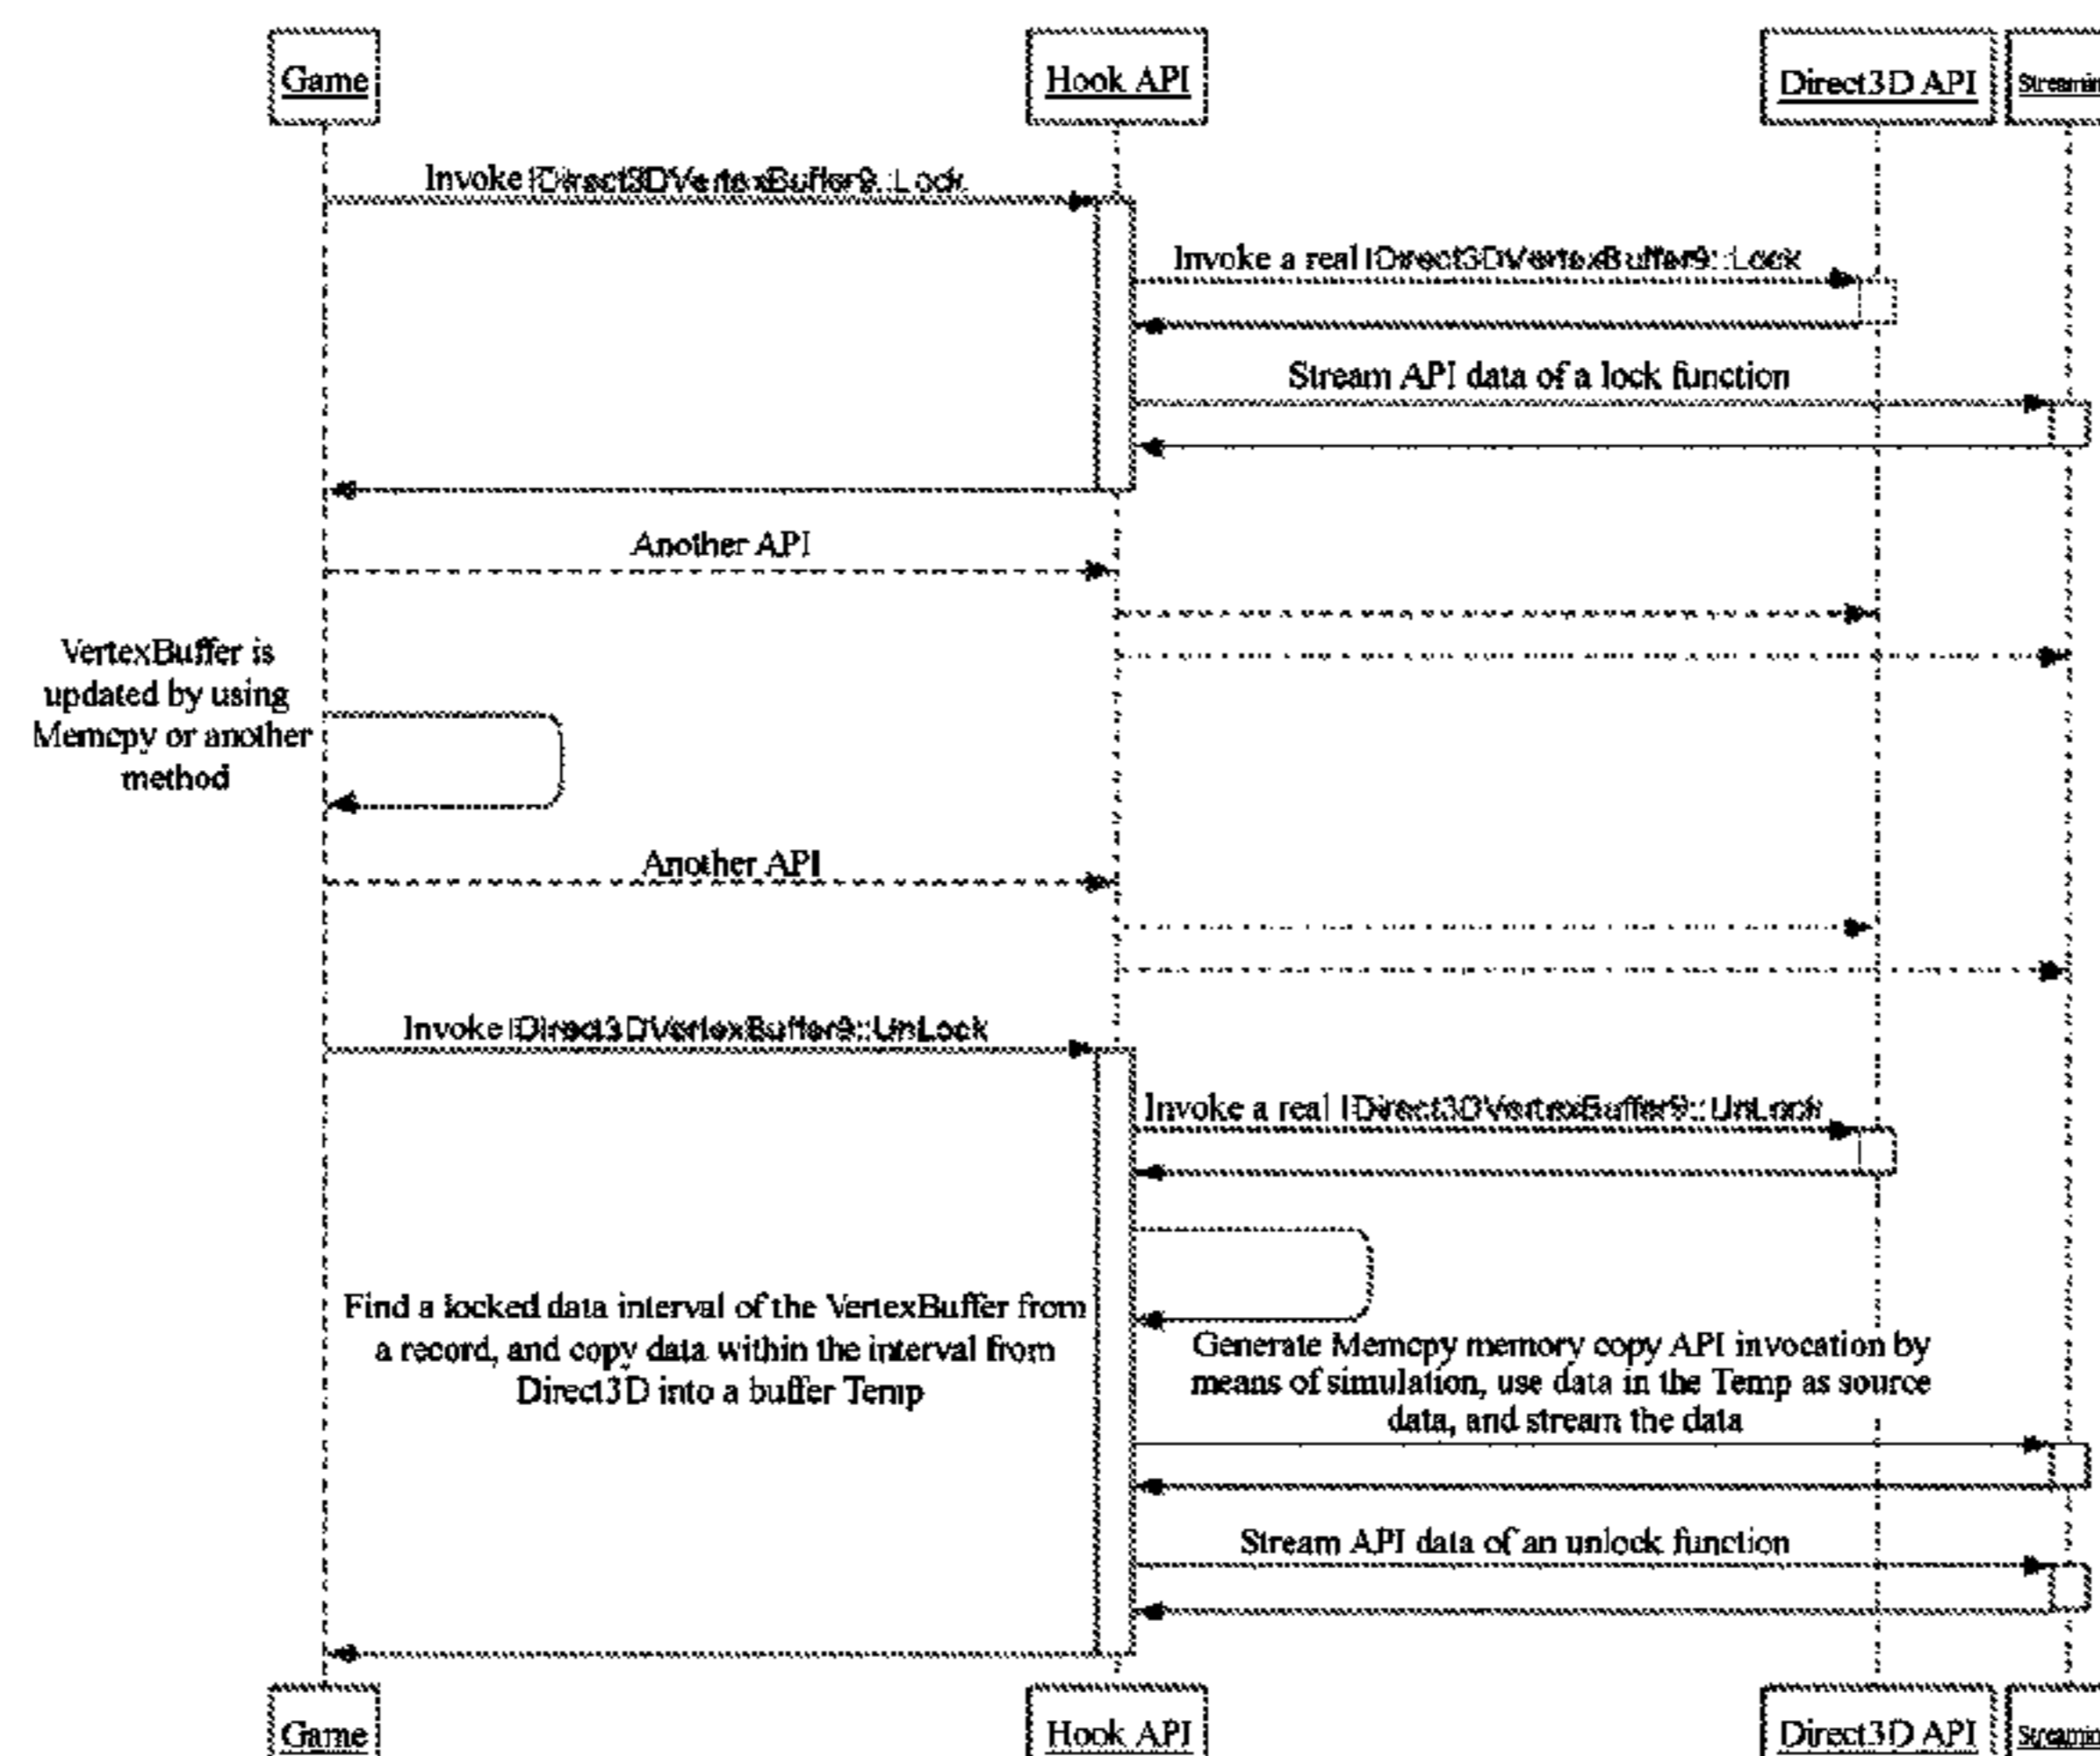 Game
Hook API
Direct3D API
Invoke IDirect3DVertexBuffer9::Lock
Invoke a real IDirect3DVertexBuffer9::Lock
Stream API data of a lock function
Another API
VertexBuffer is
updated by using
Memcpy or another
method
Another API
Invoke IDirect3DVertexBuffer9::UnLock
Invoke a real IDirect3DVertexBuffer9::UnLock
Find a locked data interval of the VertexBuffer from
a record, and copy data within the interval from
Direct3D into a buffer Temp
Generate Memcpy memory copy API invocation by
means of simulation, use data in the Temp as source
data, and stream the data
Stream API data of an unlock function
Game
Hook API
Direct3D API